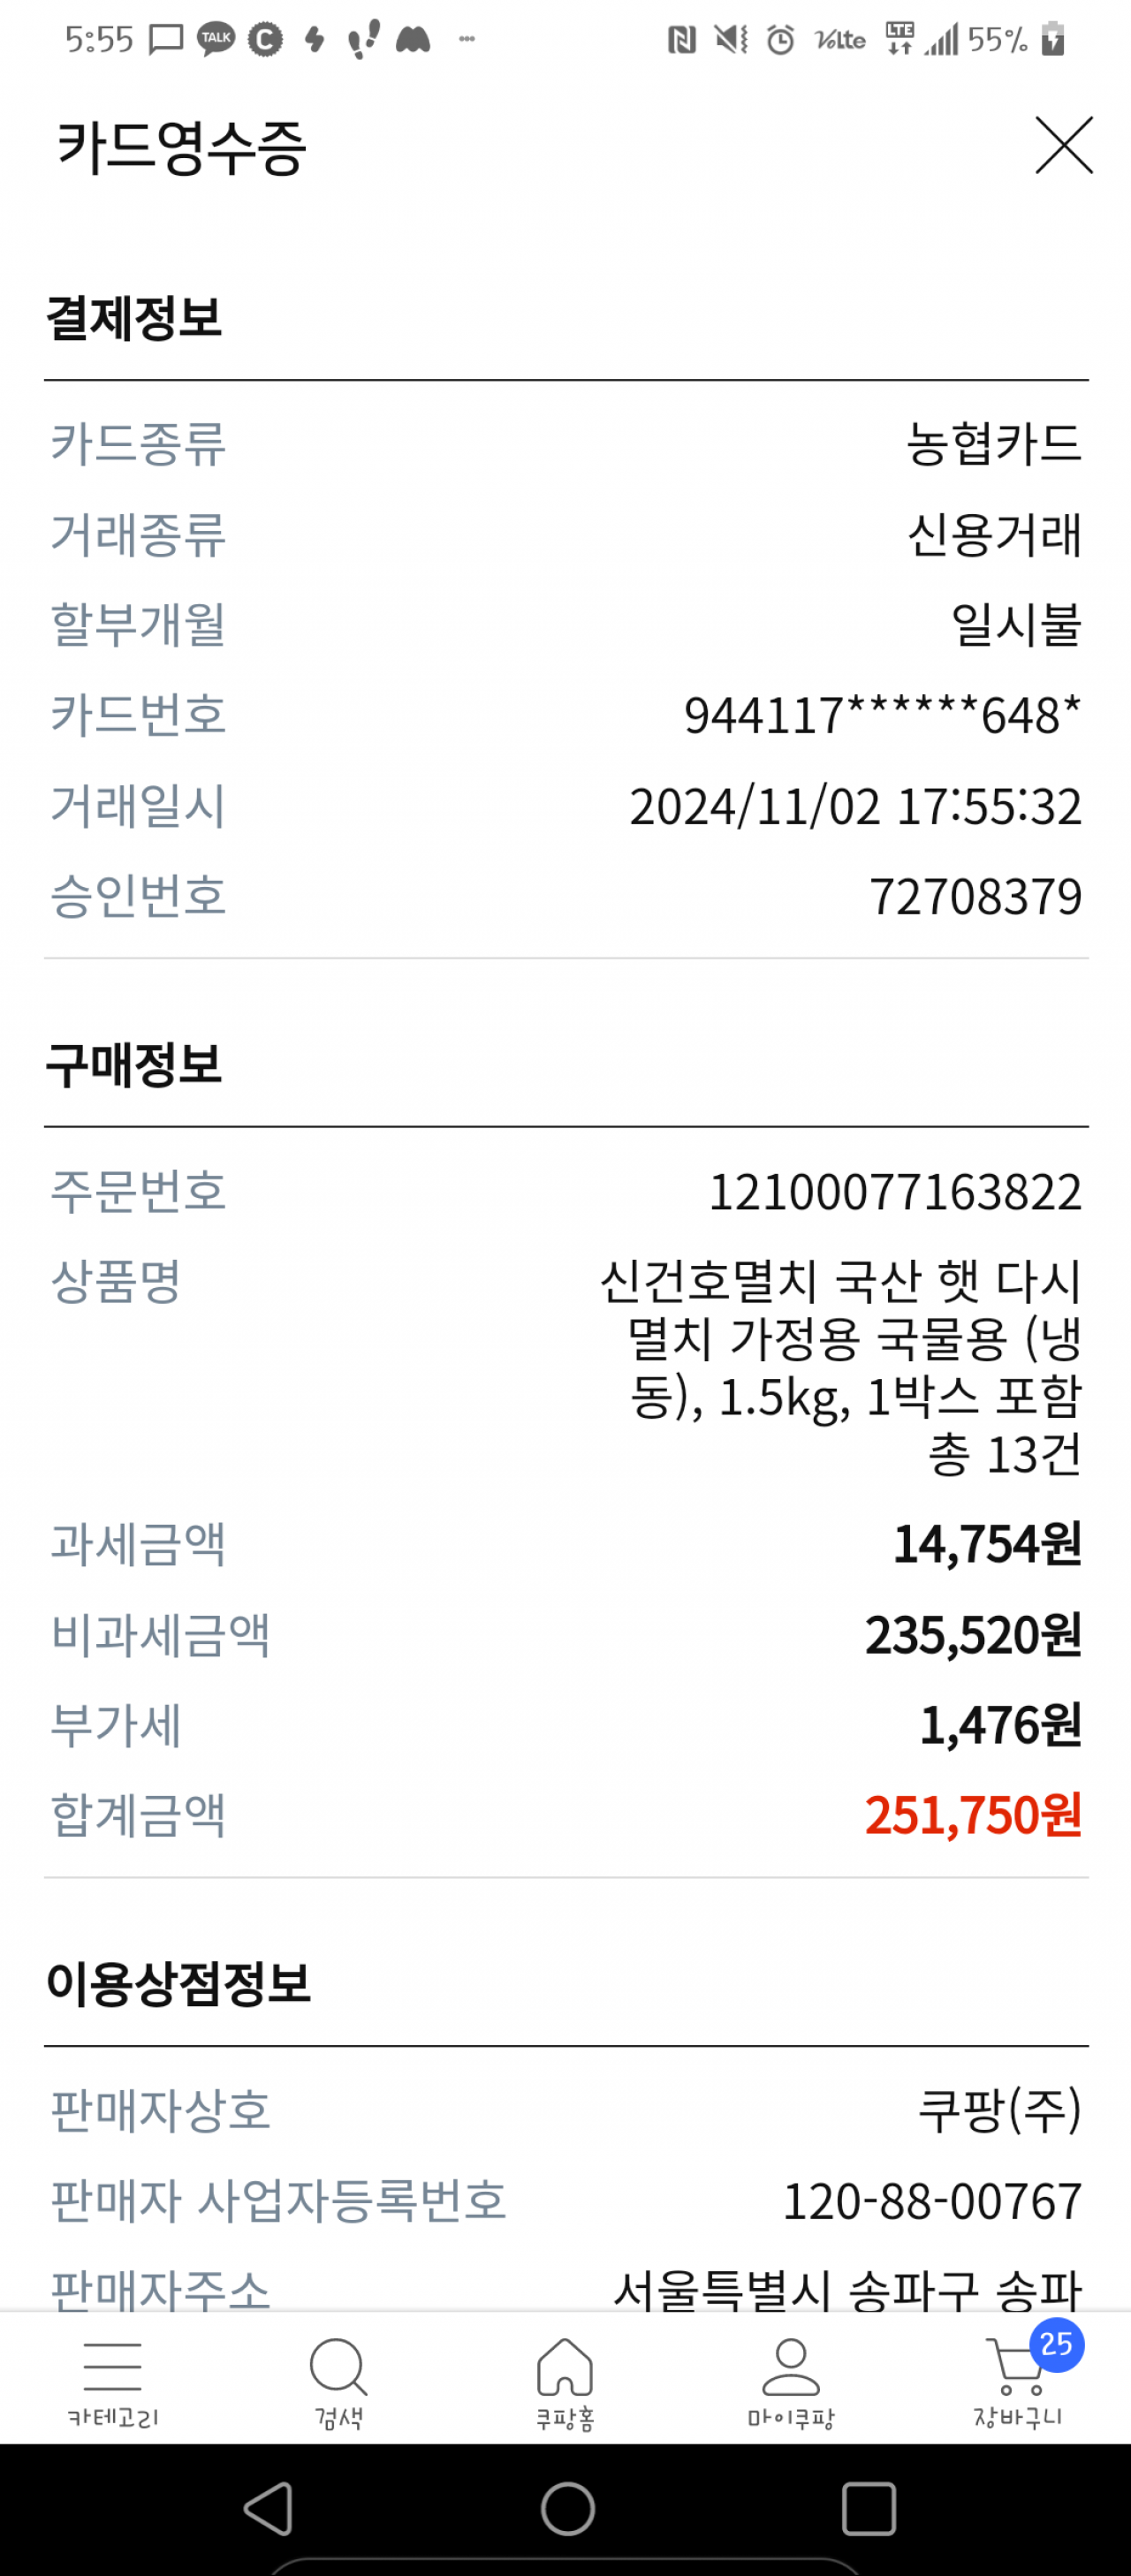 5:55 TALK C Volte LTE 55%
카드영수증
결제정보
카드종류 농협카드
거래종류 신용거래
할부개월 일시불
카드번호 944117******648*
거래일시 2024/11/02 17:55:32
승인번호 72708379
구매정보
주문번호 12100077163822
상품명 신건호멸치 국산 햇 다시
멸치 가정용 국물용 (냉
동), 1.5kg, 1박스 포함
총 13건
과세금액 14,754원
비과세금액 235,520원
부가세 1,476원
합계금액 251,750원
이용상점정보
판매자상호 쿠팡(주)
판매자 사업자등록번호 120-88-00767
판매자주소 서울특별시 송파구 송파
25
카테고리 검색 쿠팡홈 마이쿠팡 장바구니